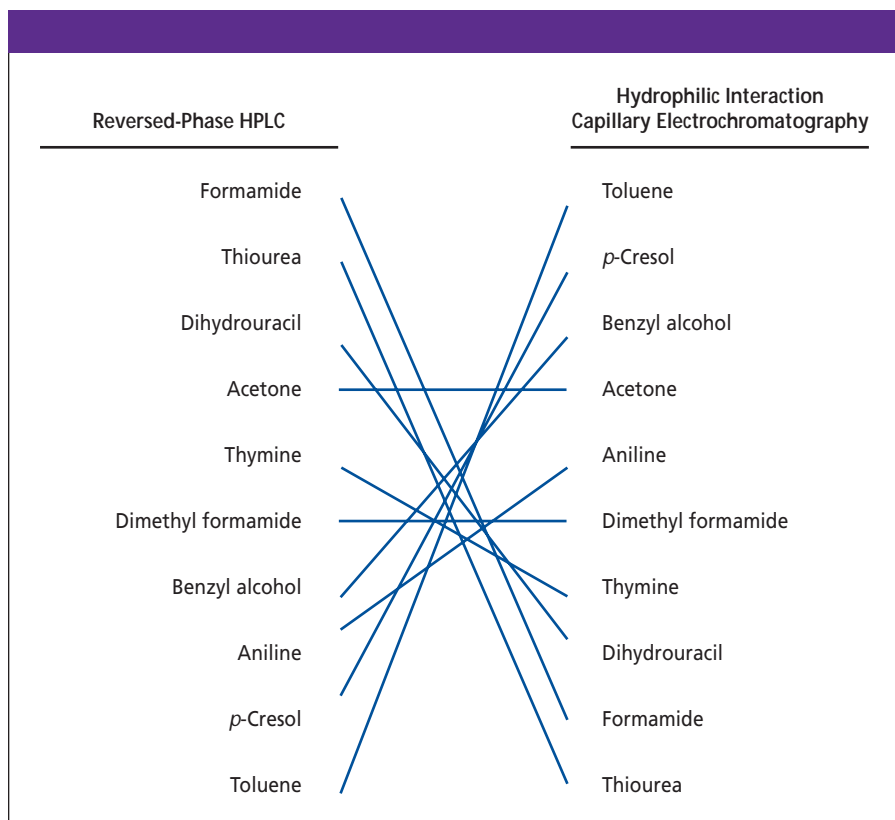 Reversed-Phase HPLC
Formamide
Thiourea
Dihydrouracil
Acetone
Thymine
Dimethyl formamide
Benzyl alcohol
Aniline
p-Cresol
Toluene
Hydrophilic Interaction
Capillary Electrochromatography
Toluene
p-Cresol
Benzyl alcohol
Acetone
Aniline
Dimethyl formamide
Thymine
Dihydrouracil
Formamide
Thiourea